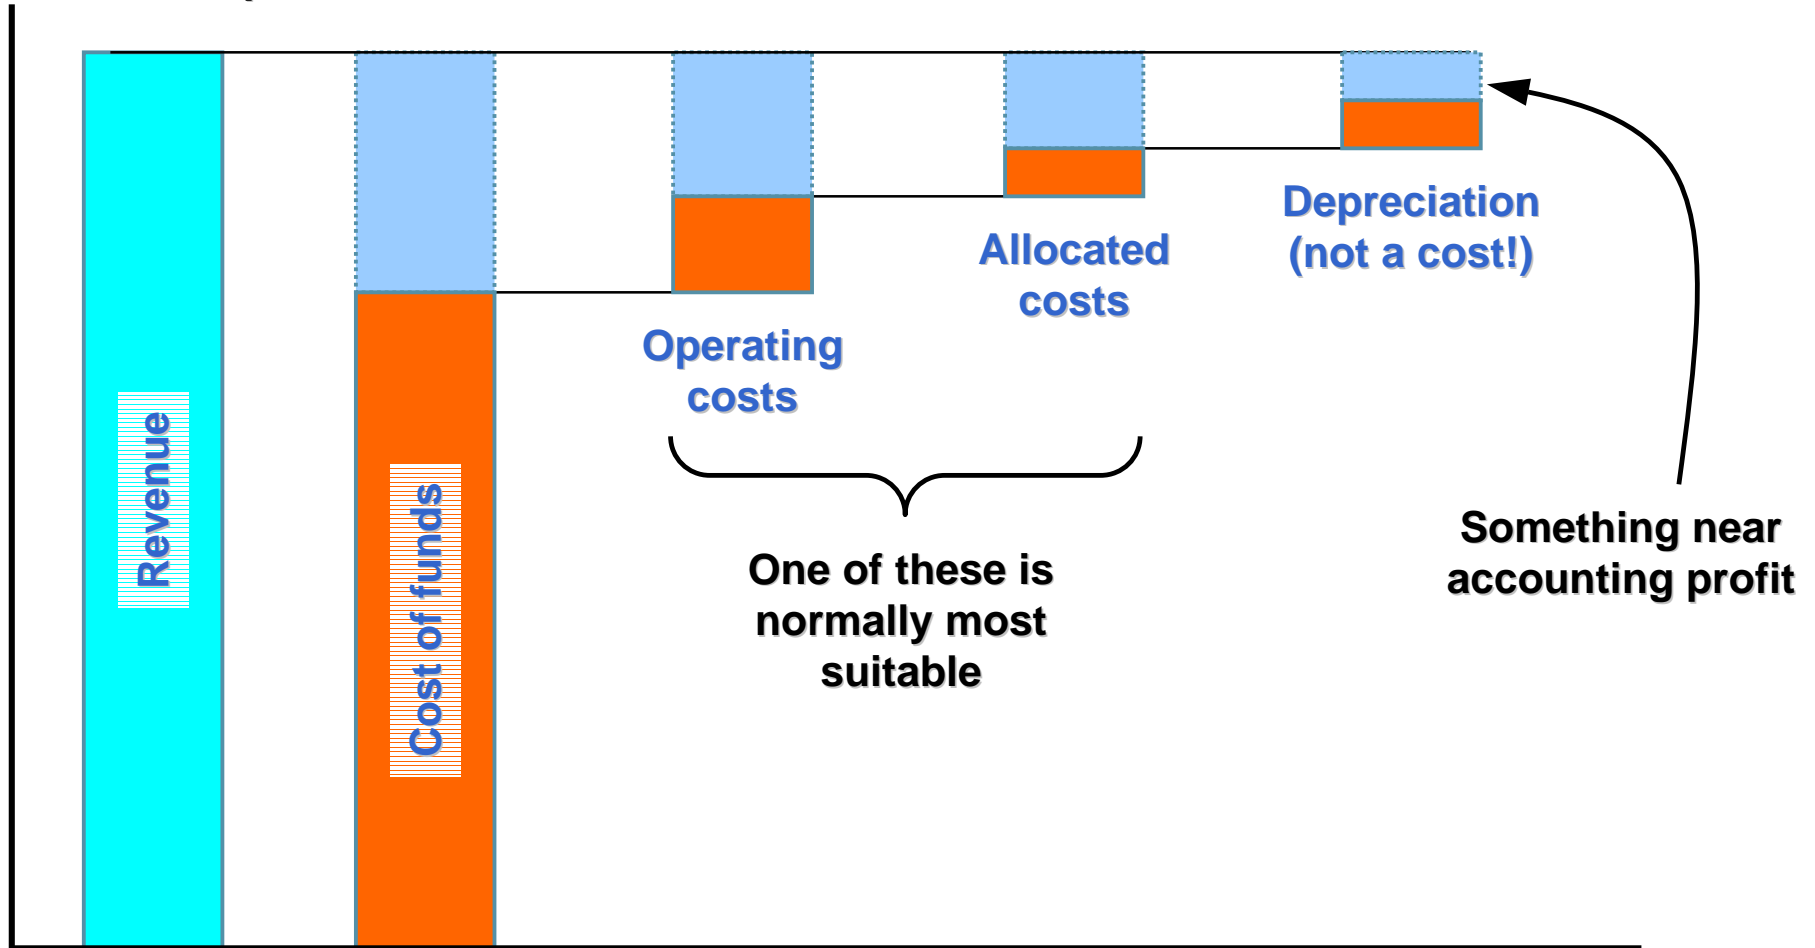 Revenue
Cost of funds
Operating
costs
Allocated
costs
Depreciation
(not a cost!)
One of these is
normally most
suitable
Something near
accounting profit